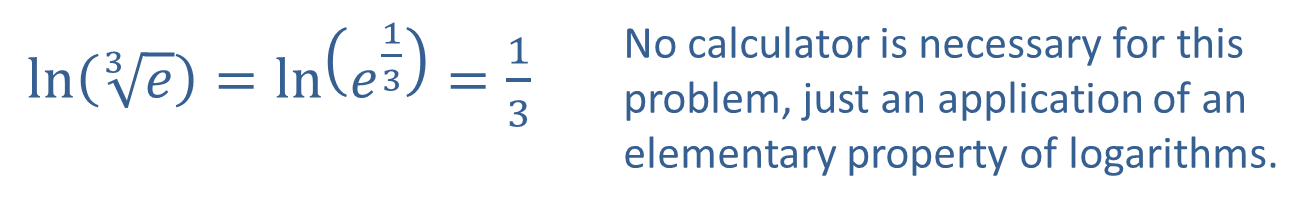 ln(∛e) = ln(e^(1/3)) = 1/3
No calculator is necessary for this
problem, just an application of an
elementary property of logarithms.